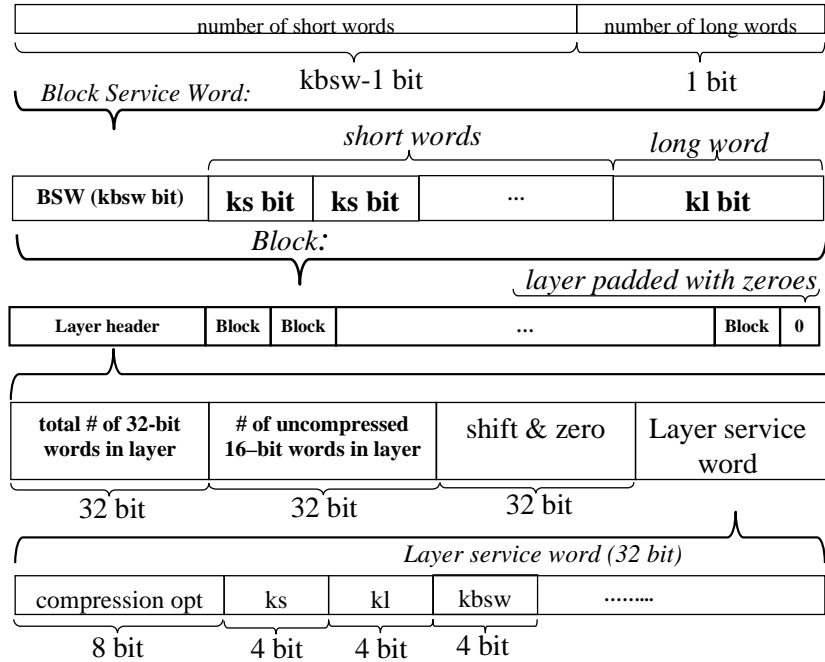 number of short words number of long words
kbsw-1 bit 1 bit
Block Service Word:
short words long word
BSW (kbsw bit) ks bit ks bit ... kl bit
Block:
layer padded with zeroes
Layer header Block Block ... Block 0
total # of 32-bit words in layer # of uncompressed 16–bit words in layer shift & zero Layer service word
32 bit 32 bit 32 bit
Layer service word (32 bit)
compression opt ks kl kbsw .........
8 bit 4 bit 4 bit 4 bit